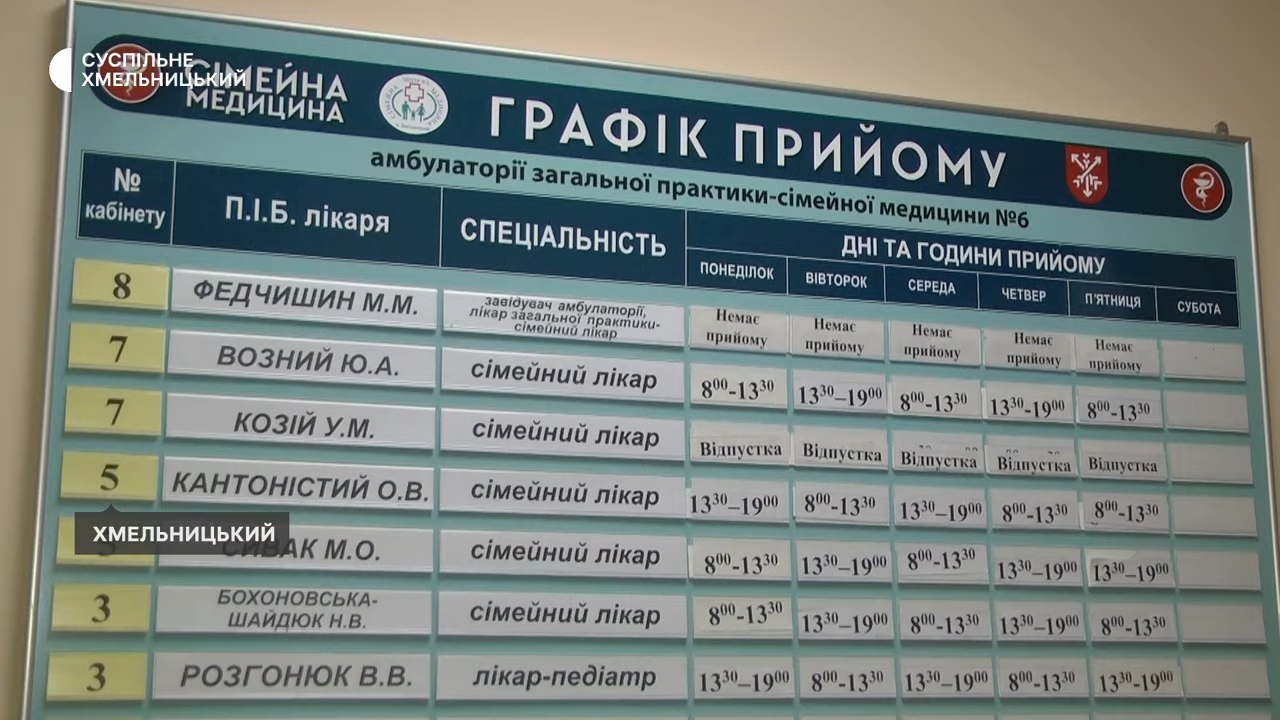 СУСПІЛЬНЕ
ХМЕЛЬНИЦЬКИЙ
СІМЕЙНА
МЕДИЦИНА
ГРАФІК ПРИЙОМУ
амбулаторії загальної практики-сімейної медицини №6
№ кабінету П.І.Б. лікаря СПЕЦІАЛЬНІСТЬ ДНІ ТА ГОДИНИ ПРИЙОМУ
ПОНЕДІЛОК ВІВТОРОК СЕРЕДА ЧЕТВЕР П'ЯТНИЦЯ СУБОТА
8 ФЕДЧИШИН М.М. завідувач амбулаторії, лікар загальної практики- сімейний лікар Немає прийому Немає прийому Немає прийому Немає прийому Немає прийому
7 ВОЗНИЙ Ю.А. сімейний лікар 8⁰⁰-13³⁰ 13³⁰–19⁰⁰ 8⁰⁰-13³⁰ 13³⁰-19⁰⁰ 8⁰⁰-13³⁰
7 КОЗІЙ У.М. сімейний лікар Відпустка Відпустка Відпустка Відпустка Відпустка
5 КАНТОНІСТИЙ О.В. сімейний лікар 13³⁰–19⁰⁰ 8⁰⁰-13³⁰ 13³⁰–19⁰⁰ 8⁰⁰-13³⁰ 8⁰⁰-13³⁰
ХМЕЛЬНИЦЬКИЙ
СИВАК М.О. сімейний лікар 8⁰⁰-13³⁰ 13³⁰–19⁰⁰ 8⁰⁰-13³⁰ 13³⁰–19⁰⁰ 13³⁰–19⁰⁰
3 БОХОНОВСЬКА- ШАЙДЮК Н.В. сімейний лікар 8⁰⁰-13³⁰ 13³⁰–19⁰⁰ 8⁰⁰-13³⁰ 13³⁰–19⁰⁰ 8⁰⁰-13³⁰
3 РОЗГОНЮК В.В. лікар-педіатр 13³⁰–19⁰⁰ 8⁰⁰-13³⁰ 13³⁰–19⁰⁰ 8⁰⁰-13³⁰ 13³⁰-19⁰⁰